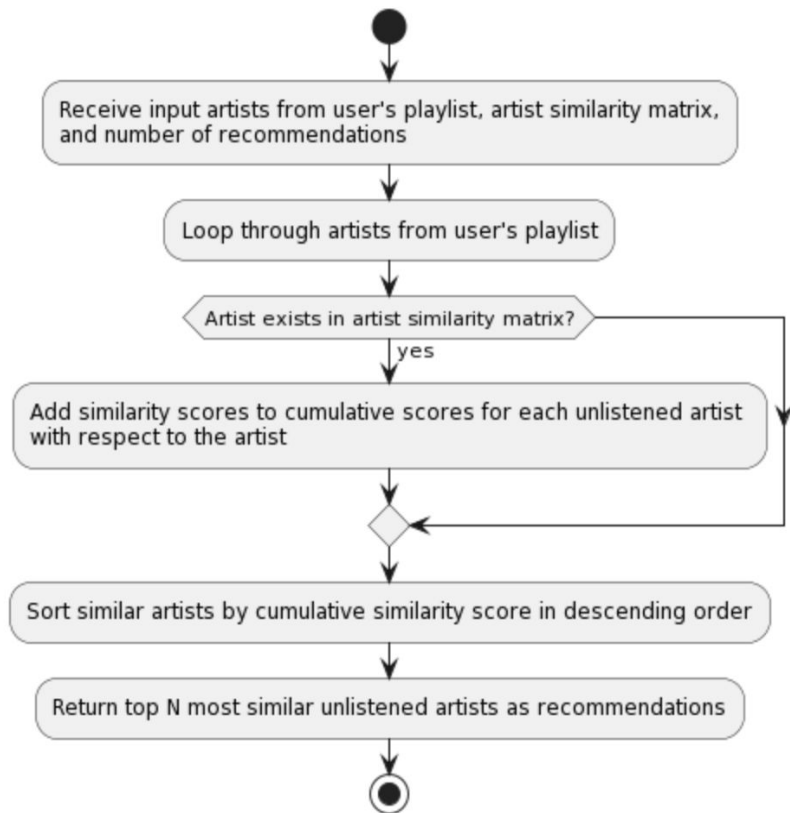 Receive input artists from user's playlist, artist similarity matrix,
and number of recommendations
Loop through artists from user's playlist
Artist exists in artist similarity matrix?
yes
Add similarity scores to cumulative scores for each unlistened artist
with respect to the artist
Sort similar artists by cumulative similarity score in descending order
Return top N most similar unlistened artists as recommendations